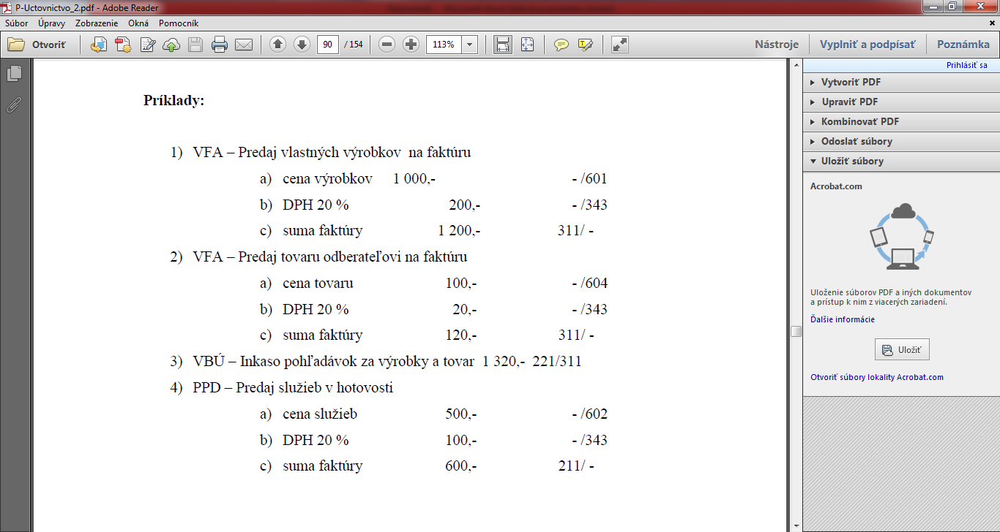 P-Uctovnictvo_2.pdf - Adobe Reader
Súbor Úpravy Zobrazenie Okná Pomocník
Otvoriť 90 / 154 113% Nástroje Vyplniť a podpísať Poznámka
Príklady:
1) VFA – Predaj vlastných výrobkov na faktúru
a) cena výrobkov 1 000,- - /601
b) DPH 20 % 200,- - /343
c) suma faktúry 1 200,- 311/ -
2) VFA – Predaj tovaru odberateľovi na faktúru
a) cena tovaru 100,- - /604
b) DPH 20 % 20,- - /343
c) suma faktúry 120,- 311/ -
3) VBÚ – Inkaso pohľadávok za výrobky a tovar 1 320,- 221/311
4) PPD – Predaj služieb v hotovosti
a) cena služieb 500,- - /602
b) DPH 20 % 100,- - /343
c) suma faktúry 600,- 211/ -
Prihlásiť sa
Vytvoriť PDF
Upraviť PDF
Kombinovať PDF
Odoslať súbory
Uložiť súbory
Acrobat.com
Uloženie súborov PDF a iných dokumentov
a prístup k nim z viacerých zariadení.
Ďalšie informácie
Uložiť
Otvoriť súbory lokality Acrobat.com